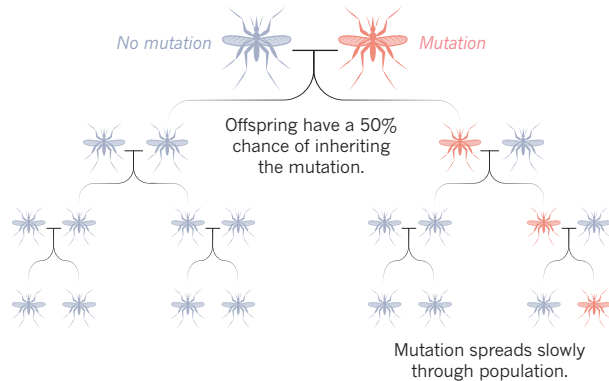 No mutation
Mutation
Offspring have a 50%
chance of inheriting
the mutation.
Mutation spreads slowly
through population.